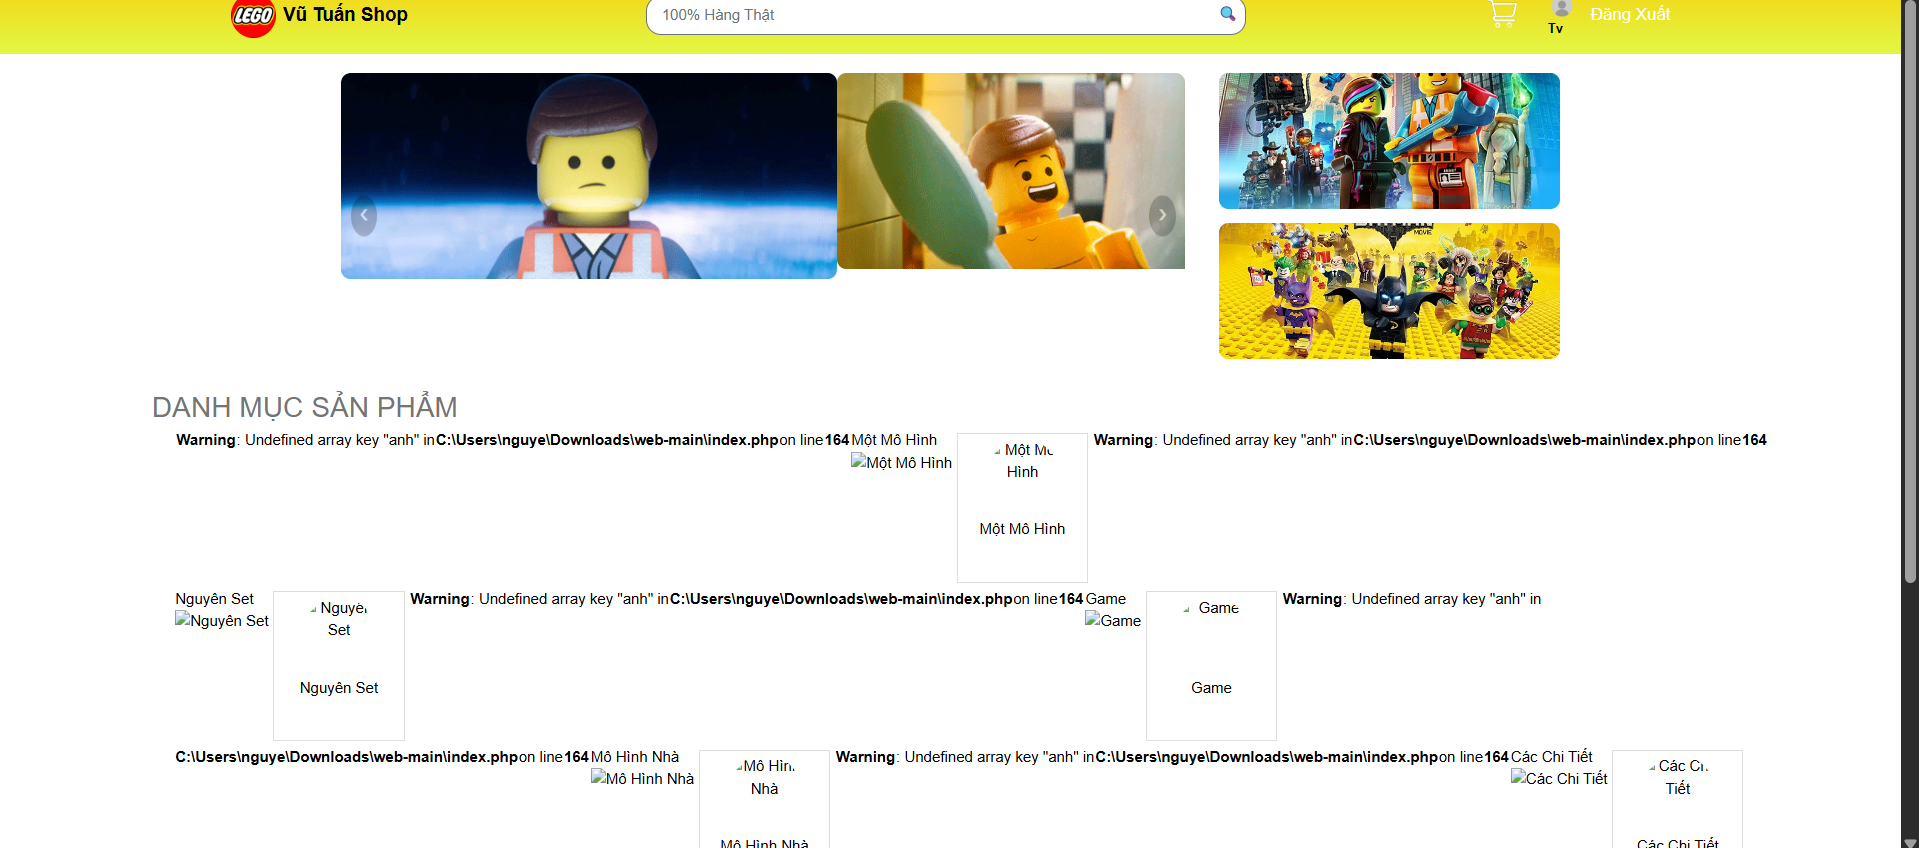 LEGO Vũ Tuấn Shop 100% Hàng Thật Đăng Xuất
Tv
‹ ›
MOVIE
DANH MỤC SẢN PHẨM
Warning: Undefined array key "anh" in C:\Users\nguye\Downloads\web-main\index.php on line 164 Một Mô Hình
Một Mô Hình
Một Mô
Hình
Một Mô Hình
Warning: Undefined array key "anh" in C:\Users\nguye\Downloads\web-main\index.php on line 164
Nguyên Set
Nguyên Set
Nguyên
Set
Nguyên Set
Warning: Undefined array key "anh" in C:\Users\nguye\Downloads\web-main\index.php on line 164 Game
Game
Game
Game
Warning: Undefined array key "anh" in
C:\Users\nguye\Downloads\web-main\index.php on line 164 Mô Hình Nhà
Mô Hình Nhà
Mô Hình
Nhà
Mô Hình Nhà
Warning: Undefined array key "anh" in C:\Users\nguye\Downloads\web-main\index.php on line 164 Các Chi Tiết
Các Chi Tiết
Các Chi
Tiết
Các Chi Tiết